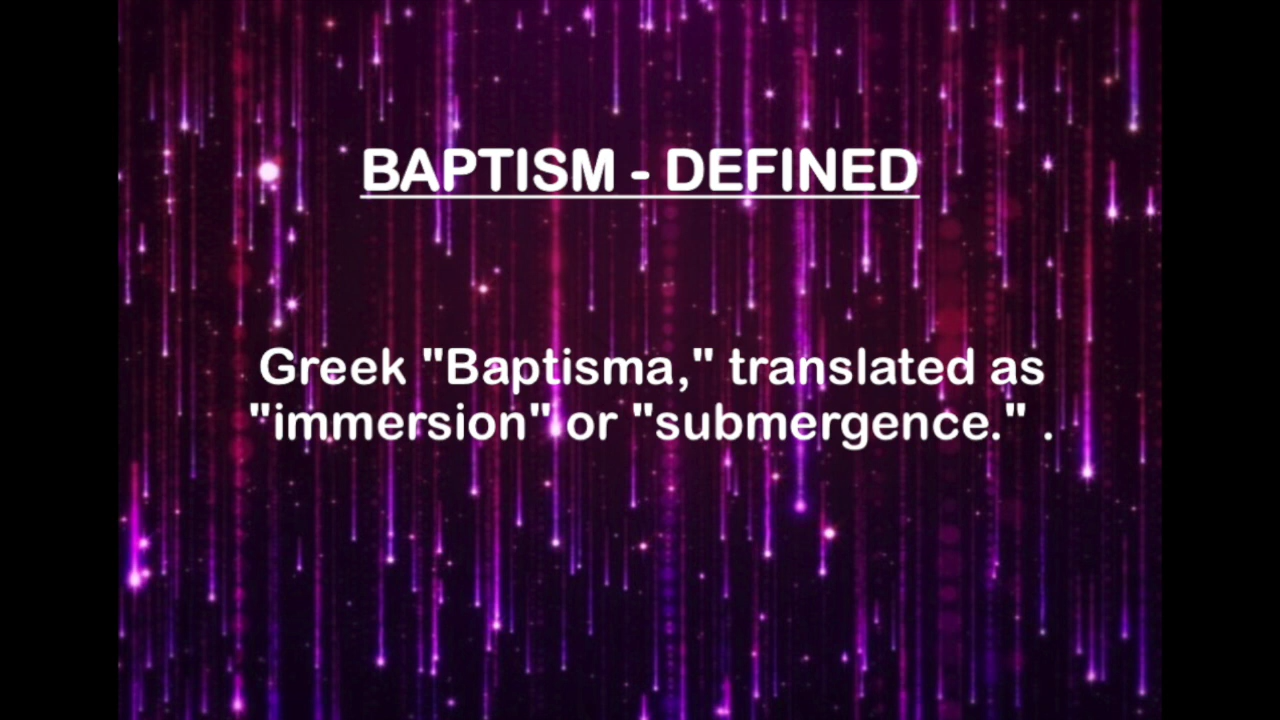 BAPTISM - DEFINED
Greek "Baptisma," translated as
"immersion" or "submergence." .